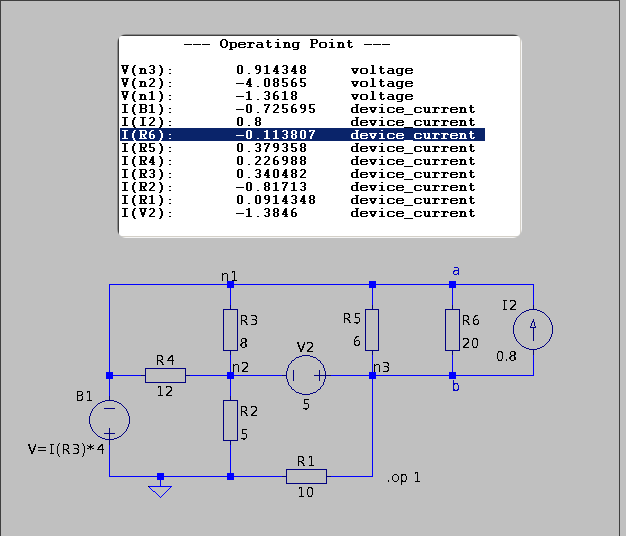 --- Operating Point ---
V(n3): 0.914348 voltage
V(n2): -4.08565 voltage
V(n1): -1.3618 voltage
I(B1): -0.725695 device_current
I(I2): 0.8 device_current
I(R6): -0.113807 device_current
I(R5): 0.379358 device_current
I(R4): 0.226988 device_current
I(R3): 0.340482 device_current
I(R2): -0.81713 device_current
I(R1): 0.0914348 device_current
I(V2): -1.3846 device_current
n1
a
R3
8
R5
6
R6
20
I2
0.8
R4
12
n2
V2
5
n3
b
B1
V=I(R3)*4
R2
5
R1
10
.op 1